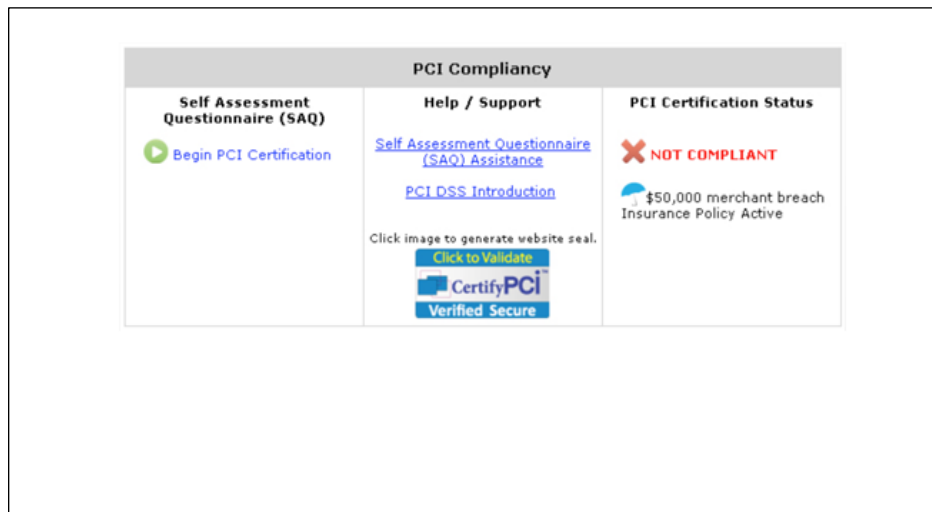 PCI Compliancy
Self Assessment
Questionnaire (SAQ)
Begin PCI Certification
Help / Support
Self Assessment Questionnaire
(SAQ) Assistance
PCI DSS Introduction
Click image to generate website seal.
Click to Validate
CertifyPCI™
Verified Secure
PCI Certification Status
NOT COMPLIANT
$50,000 merchant breach
Insurance Policy Active